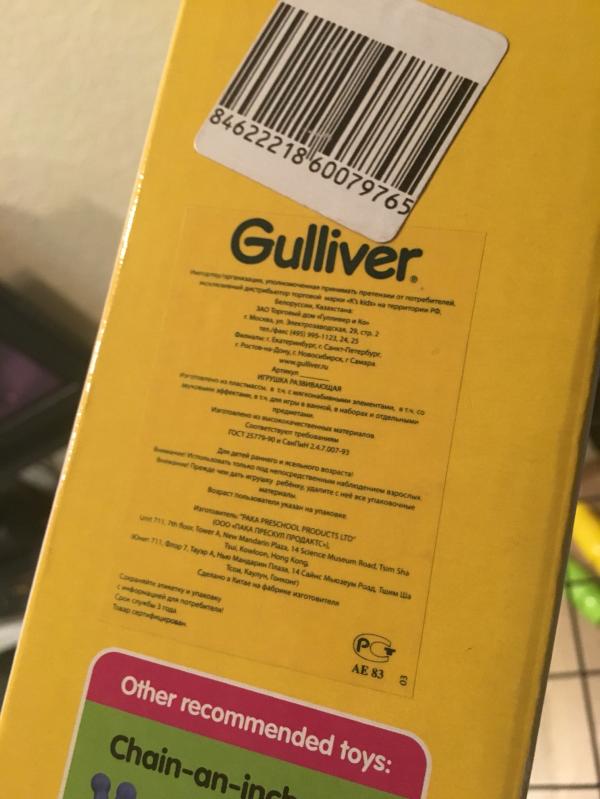 8462221860079765
Gulliver®
Импортер/организация, уполномоченная принимать претензии от потребителей,
эксклюзивный дистрибьютор торговой марки «K's kids» на территории РФ,
Белоруссии, Казахстана:
ЗАО Торговый дом «Гулливер и Ко»
г. Москва, ул. Электрозаводская, 29, стр. 2
тел./факс (495) 995-1123, 24, 25
Филиалы: г. Екатеринбург, г. Санкт-Петербург,
г. Ростов-на-Дону, г. Новосибирск, г Самара.
www.gulliver.ru
Артикул
ИГРУШКА РАЗВИВАЮЩАЯ
Изготовлено из пластмассы, в т.ч. с мягконабивными элементами, в т.ч. со
звуковыми эффектами, в т.ч. для игры в ванной, в наборах и отдельными
предметами.
Изготовлено из высококачественных материалов
Соответствуют требованиям
ГОСТ 25779-90 и СанПиН 2.4.7.007-93
Для детей раннего и ясельного возраста!
Внимание! Использовать только под непосредственным наблюдением взрослых
Внимание! Прежде чем дать игрушку ребёнку, удалите с неё все упаковочные
материалы.
Возраст пользователя указан на упаковке.
Изготовитель: "PAKA PRESCHOOL PRODUCTS LTD"
(ООО «ПАКА ПРЕСКУЛ ПРОДАКТС»),
Unit 711, 7th floor, Tower A, New Mandarin Plaza, 14 Science Museum Road, Tsim Sha
Tsui, Kowloon, Hong Kong.
(Юнит 711, Флор 7, Тауэр А, Нью Мандарин Плаза, 14 Сайнс Мьюзеум Роад, Тшим Ша
Тсои, Каулун, Гонконг)
Сделано в Китае на фабрике изготовителя
Сохраняйте этикетку и упаковку
с информацией для потребителя!
Срок службы 3 года.
Товар сертифицирован.
РСТ
АЕ 83
03
Other recommended toys:
Chain-an-inch